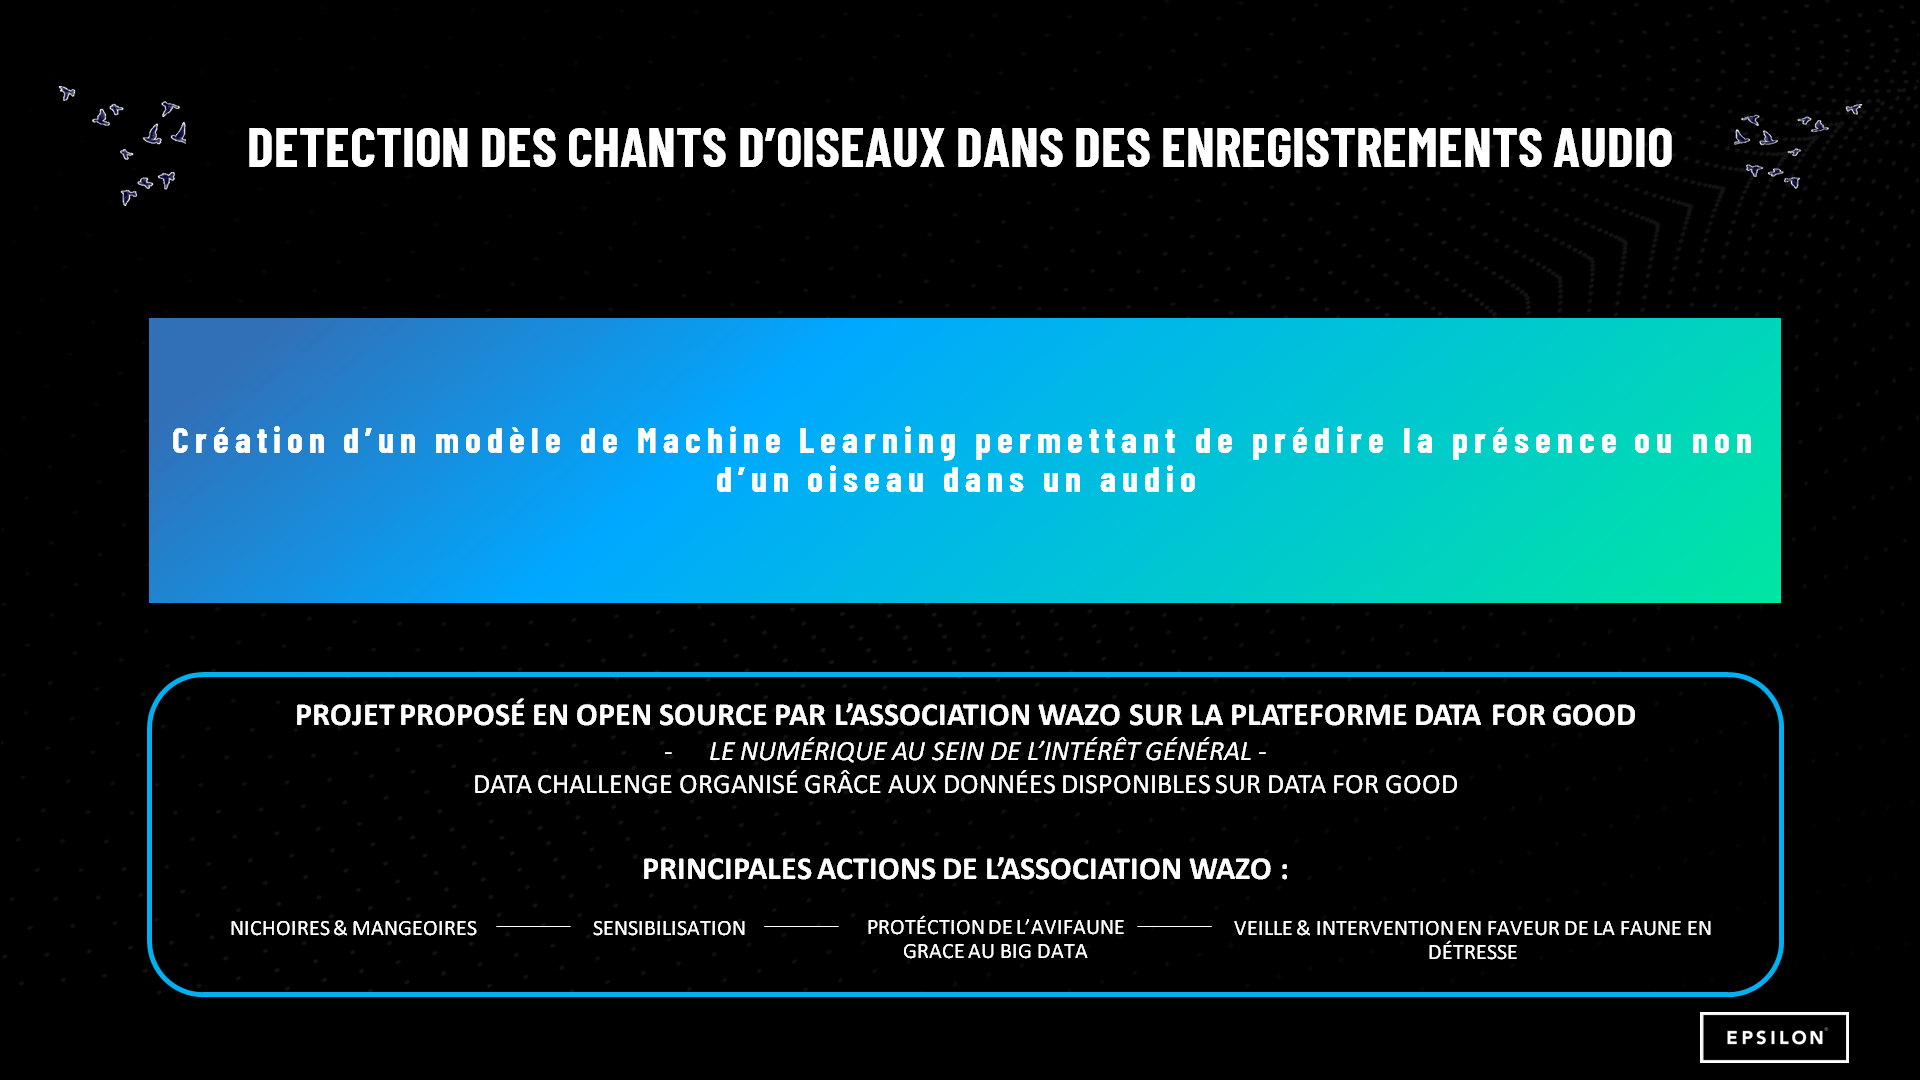 DETECTION DES CHANTS D’OISEAUX DANS DES ENREGISTREMENTS AUDIO
Création d’un modèle de Machine Learning permettant de prédire la présence ou non
d’un oiseau dans un audio
PROJET PROPOSÉ EN OPEN SOURCE PAR L’ASSOCIATION WAZO SUR LA PLATEFORME DATA FOR GOOD
- LE NUMÉRIQUE AU SEIN DE L’INTÉRÊT GÉNÉRAL -
DATA CHALLENGE ORGANISÉ GRÂCE AUX DONNÉES DISPONIBLES SUR DATA FOR GOOD
PRINCIPALES ACTIONS DE L’ASSOCIATION WAZO :
NICHOIRES & MANGEOIRES
SENSIBILISATION
PROTÉCTION DE L’AVIFAUNE
GRACE AU BIG DATA
VEILLE & INTERVENTION EN FAVEUR DE LA FAUNE EN
DÉTRESSE
EPSILON